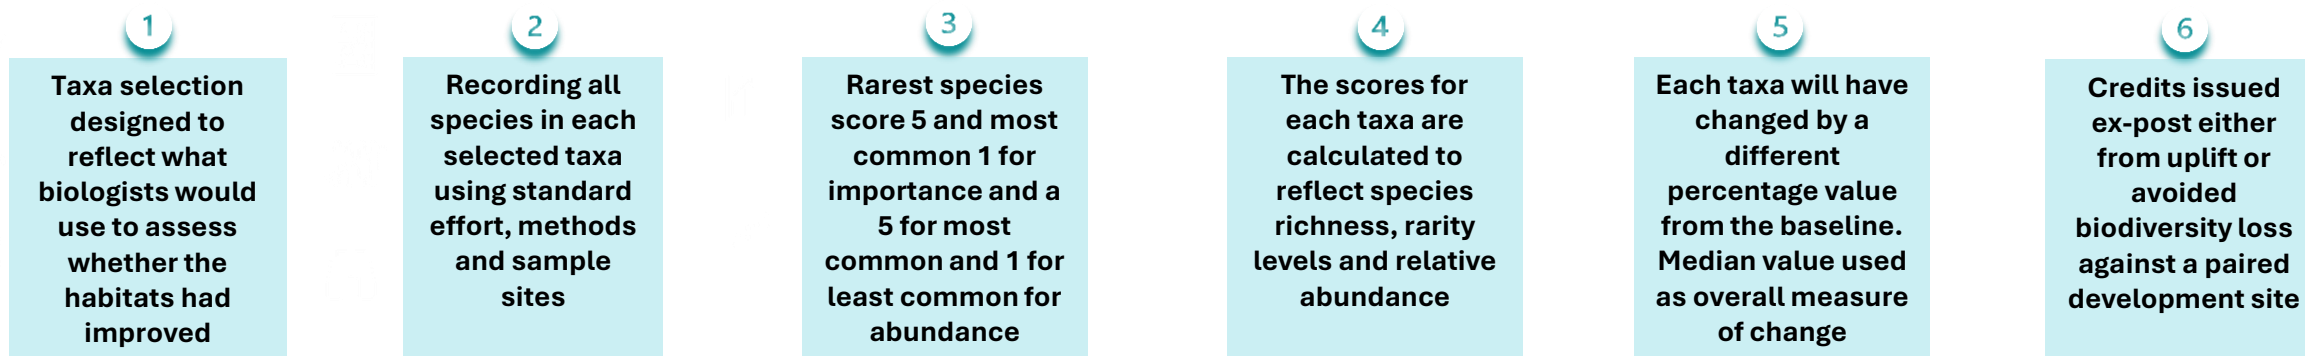 1
Taxa selection
designed to
reflect what
biologists would
use to assess
whether the
habitats had
improved
2
Recording all
species in each
selected taxa
using standard
effort, methods
and sample
sites
3
Rarest species
score 5 and most
common 1 for
importance and a
5 for most
common and 1 for
least common for
abundance
4
The scores for
each taxa are
calculated to
reflect species
richness, rarity
levels and relative
abundance
5
Each taxa will have
changed by a
different
percentage value
from the baseline.
Median value used
as overall measure
of change
6
Credits issued
ex-post either
from uplift or
avoided
biodiversity loss
against a paired
development site